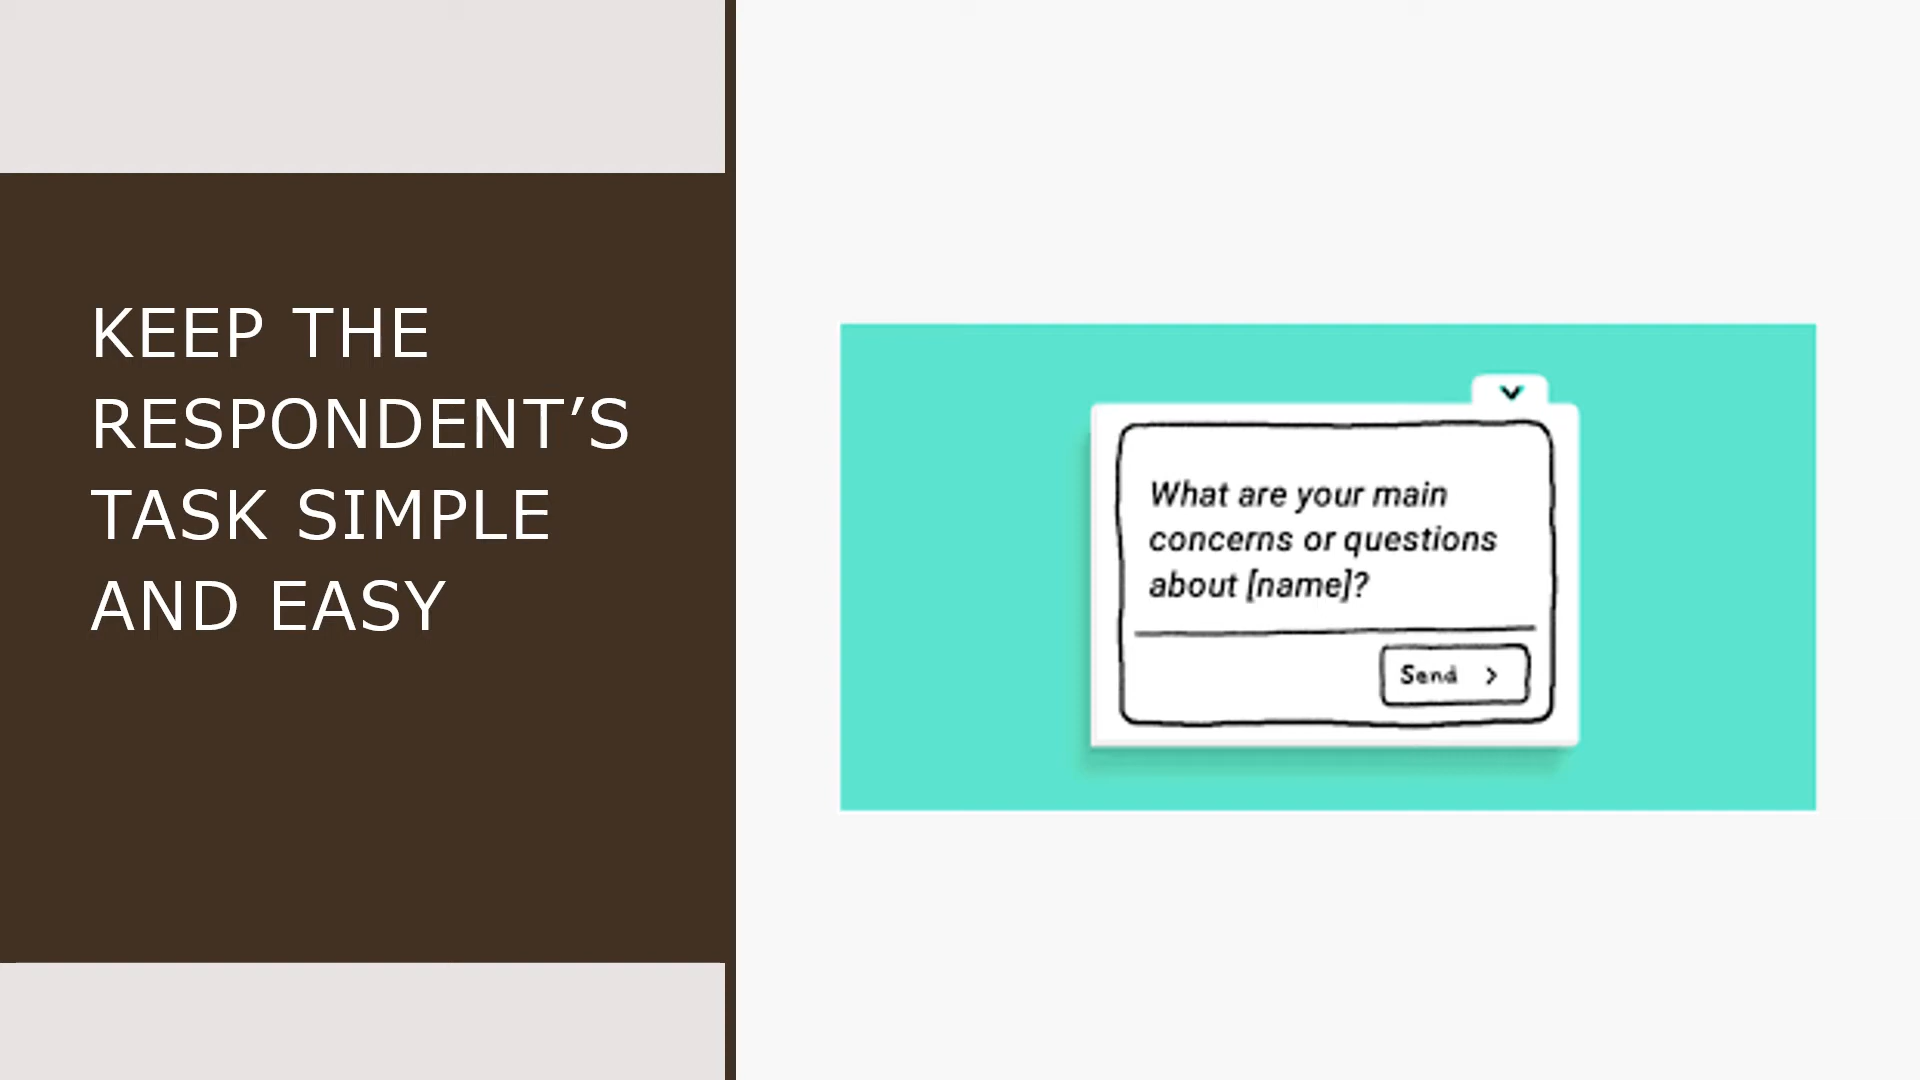 KEEP THE
RESPONDENT’S
TASK SIMPLE
AND EASY
What are your main
concerns or questions
about [name]?
Send